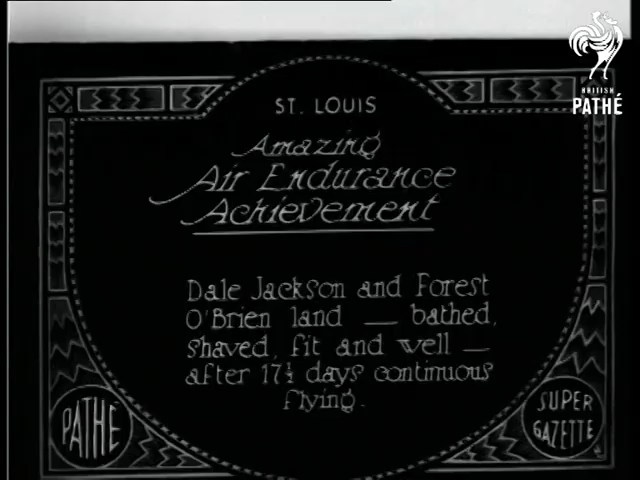 BRITISH
PATHÉ
ST. LOUIS
Amazing
Air Endurance
Achievement
Dale Jackson and Forest
O'Brien land — bathed,
shaved, fit and well —
after 17½ days continuous
flying.
PATHE
SUPER
GAZETTE